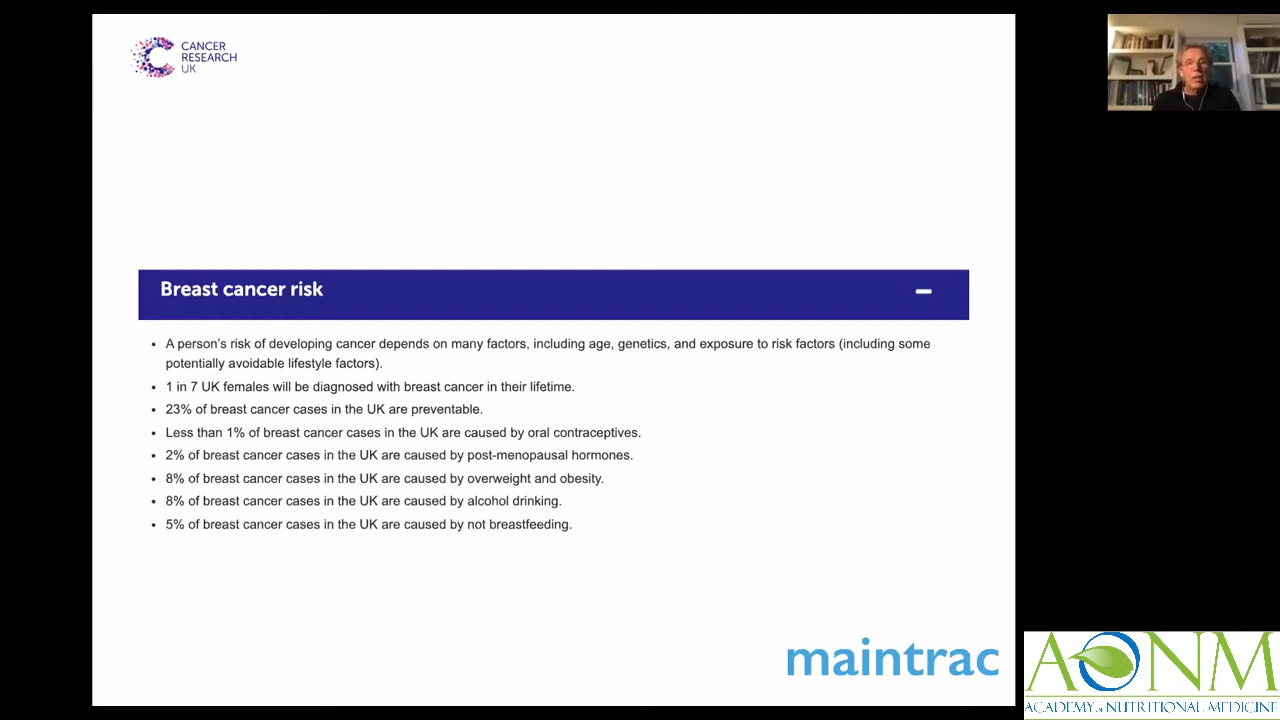 CANCER
RESEARCH
UK
Breast cancer risk
• A person's risk of developing cancer depends on many factors, including age, genetics, and exposure to risk factors (including some
potentially avoidable lifestyle factors).
• 1 in 7 UK females will be diagnosed with breast cancer in their lifetime.
• 23% of breast cancer cases in the UK are preventable.
• Less than 1% of breast cancer cases in the UK are caused by oral contraceptives.
• 2% of breast cancer cases in the UK are caused by post-menopausal hormones.
• 8% of breast cancer cases in the UK are caused by overweight and obesity.
• 8% of breast cancer cases in the UK are caused by alcohol drinking.
• 5% of breast cancer cases in the UK are caused by not breastfeeding.
maintrac
AONM
ACADEMY of NUTRITIONAL MEDICINE